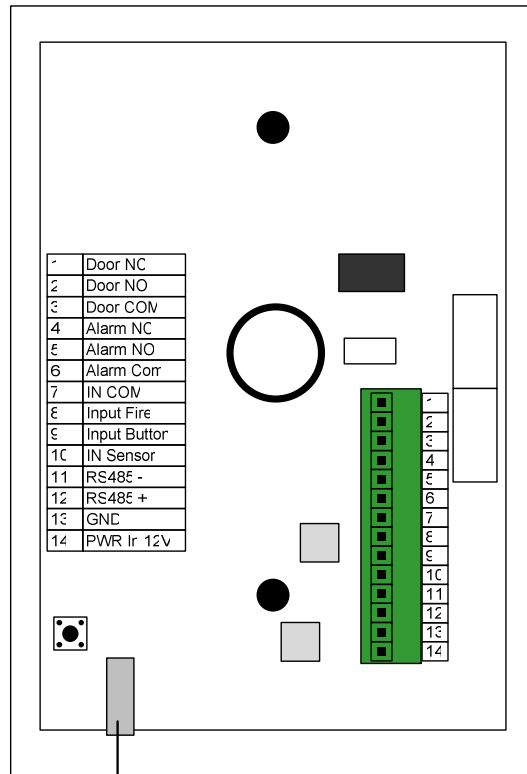 1 Door NC
2 Door NO
3 Door COM
4 Alarm NC
5 Alarm NO
6 Alarm Com
7 IN COM
8 Input Fire
9 Input Button
10 IN Sensor
11 RS485 -
12 RS485 +
13 GND
14 PWR In 12V
1
2
3
4
5
6
7
8
9
10
11
12
13
14